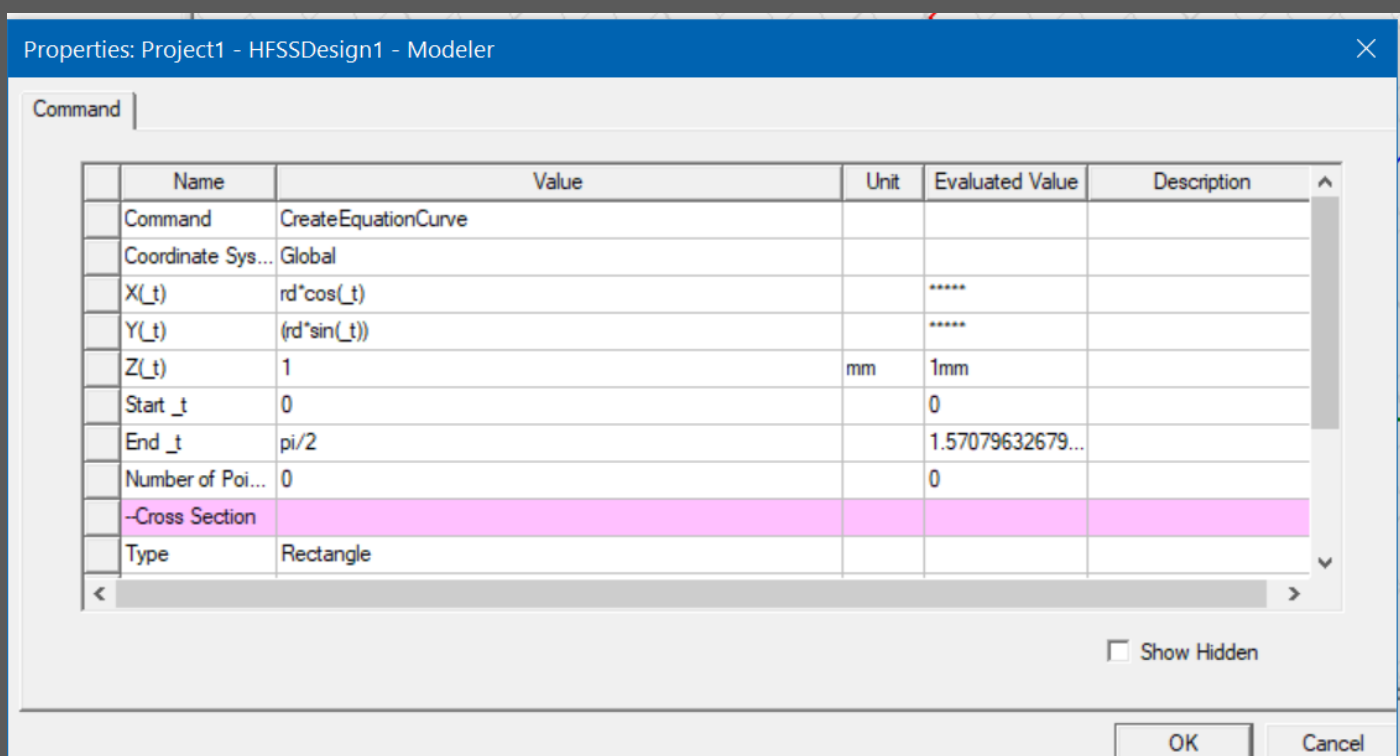 Properties: Project1 - HFSSDesign1 - Modeler
Command
Name Value Unit Evaluated Value Description
Command CreateEquationCurve
Coordinate Sys... Global
X(_t) rd*cos(_t) *****
Y(_t) (rd*sin(_t)) *****
Z(_t) 1 mm 1mm
Start _t 0 0
End _t pi/2 1.57079632679...
Number of Poi... 0 0
--Cross Section
Type Rectangle
Show Hidden
OK Cancel